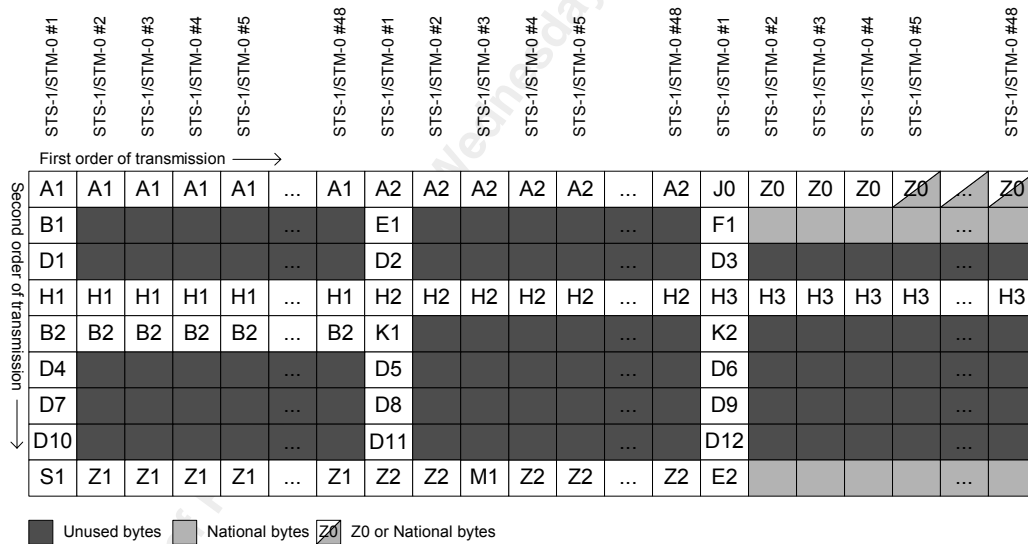 STS-1/STM-0 #1
STS-1/STM-0 #2
STS-1/STM-0 #3
STS-1/STM-0 #4
STS-1/STM-0 #5
STS-1/STM-0 #48
STS-1/STM-0 #1
STS-1/STM-0 #2
STS-1/STM-0 #3
STS-1/STM-0 #4
STS-1/STM-0 #5
STS-1/STM-0 #48
STS-1/STM-0 #1
STS-1/STM-0 #2
STS-1/STM-0 #3
STS-1/STM-0 #4
STS-1/STM-0 #5
STS-1/STM-0 #48
Wednesday
First order of transmission
Second order of transmission
A1 A1 A1 A1 A1 ... A1 A2 A2 A2 A2 A2 ... A2 J0 Z0 Z0 Z0 Z0 ... Z0
B1 ... E1 ... F1 ...
D1 ... D2 ... D3 ...
H1 H1 H1 H1 H1 ... H1 H2 H2 H2 H2 H2 ... H2 H3 H3 H3 H3 H3 ... H3
B2 B2 B2 B2 B2 ... B2 K1 ... K2 ...
D4 ... D5 ... D6 ...
D7 ... D8 ... D9 ...
D10 ... D11 ... D12 ...
S1 Z1 Z1 Z1 Z1 ... Z1 Z2 Z2 M1 Z2 Z2 ... Z2 E2 ...
of
Unused bytes National bytes Z0 Z0 or National bytes